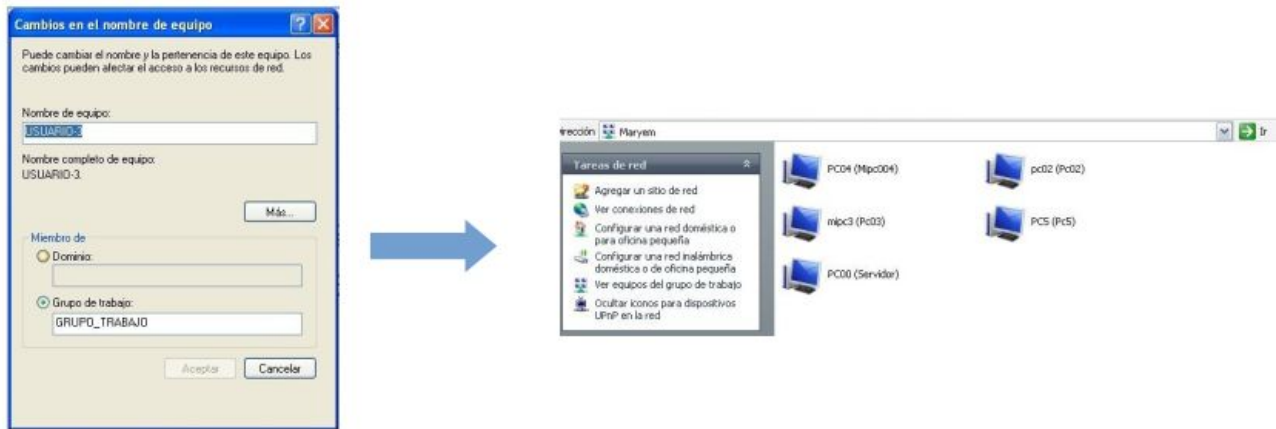 Cambios en el nombre de equipo
Puede cambiar el nombre y la pertenencia de este equipo. Los
cambios pueden afectar el acceso a los recursos de red.
Nombre de equipo:
USUARIO-3
Nombre completo de equipo:
USUARIO-3.
Más...
Miembro de
Dominio:
Grupo de trabajo:
GRUPO_TRABAJO
Aceptar
Cancelar
irección
Maryem
Ir
Tareas de red
Agregar un sitio de red
Ver conexiones de red
Configurar una red doméstica o
para oficina pequeña
Configurar una red inalámbrica
doméstica o de oficina pequeña
Ver equipos del grupo de trabajo
Ocultar iconos para dispositivos
UPnP en la red
PC04 (Mipc004)
pc02 (Pc02)
mipc3 (Pc03)
PC5 (Pc5)
PC00 (Servidor)